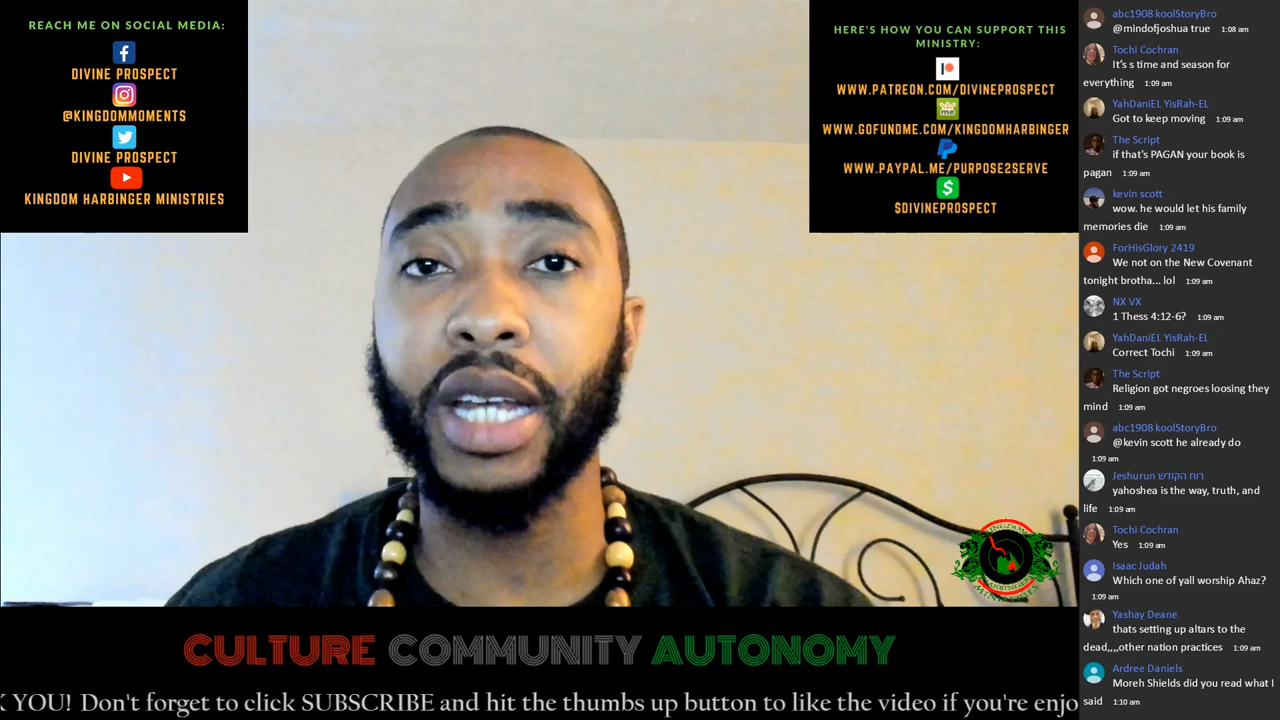 REACH ME ON SOCIAL MEDIA:
DIVINE PROSPECT
@KINGDOMMOMENTS
DIVINE PROSPECT
KINGDOM HARBINGER MINISTRIES
HERE'S HOW YOU CAN SUPPORT THIS
MINISTRY:
me
WWW.PATREON.COM/DIVINEPROSPECT
WWW.GOFUNDME.COM/KINGDOMHARBINGER
WWW.PAYPAL.ME/PURPOSE2SERVE
$DIVINEPROSPECT
abc1908 koolStoryBro
@mindofjoshua true 1:08 am
Tochi Cochran
It's s time and season for
everything 1:09 am
YahDaniEL YisRah-EL
Got to keep moving 1:09 am
The Script
if that's PAGAN your book is
pagan 1:09 am
kevin scott
wow. he would let his family
memories die 1:09 am
ForHisGlory 2419
We not on the New Covenant
tonight brotha... lol 1:09 am
NX VX
1 Thess 4:12-6? 1:09 am
YahDaniEL YisRah-EL
Correct Tochi 1:09 am
The Script
Religion got negroes loosing they
mind 1:09 am
abc1908 koolStoryBro
@kevin scott he already do
1:09 am
Jeshurun רוח הקודש
yahoshea is the way, truth, and
life 1:09 am
Tochi Cochran
Yes 1:09 am
Isaac Judah
Which one of yall worship Ahaz?
1:09 am
Yashay Deane
thats setting up altars to the
dead,,,,other nation practices 1:09 am
Ardree Daniels
Moreh Shields did you read what I
said 1:10 am
KINGDOM
HARBINGER
MINISTRIES
CULTURE COMMUNITY AUTONOMY
YOU! Don't forget to click SUBSCRIBE and hit the thumbs up button to like the video if you're enjo